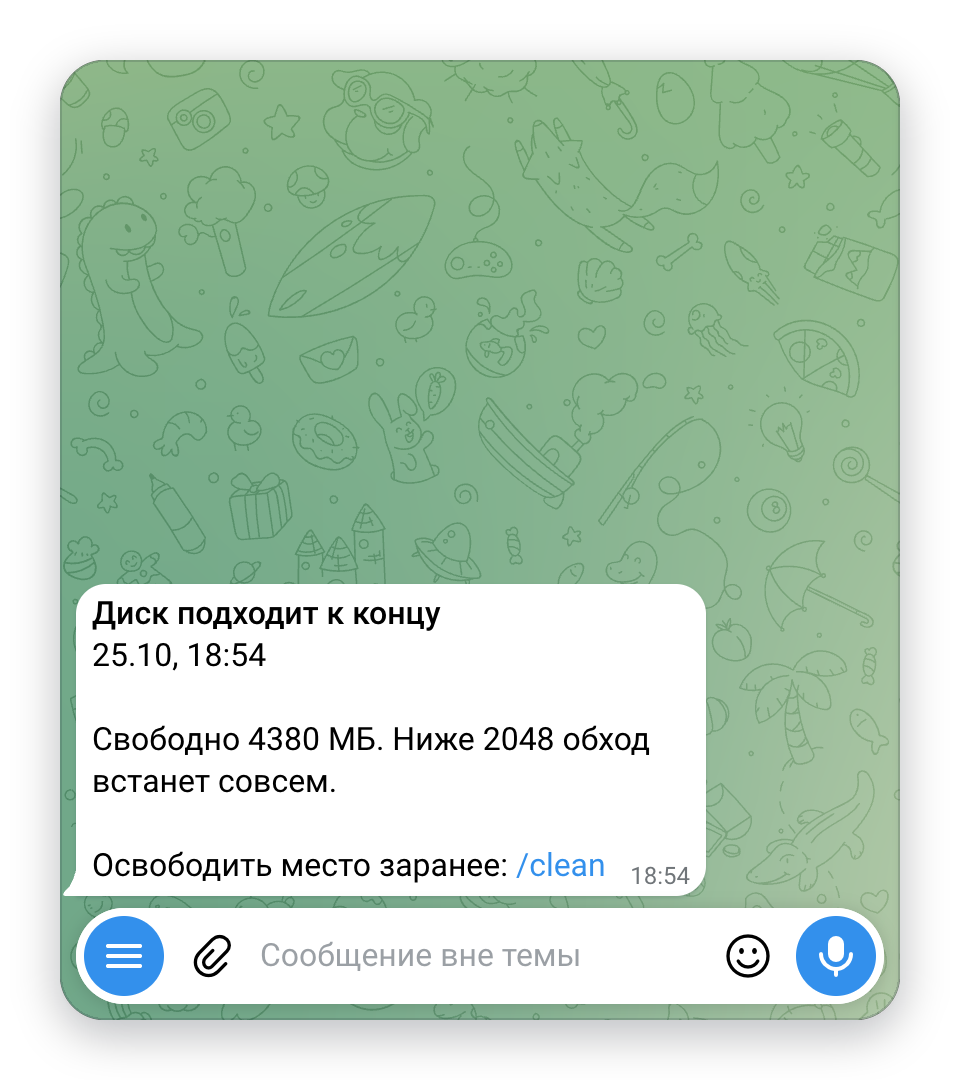 Диск подходит к концу
25.10, 18:54
Свободно 4380 МБ. Ниже 2048 обход
встанет совсем.
Освободить место заранее: /clean
18:54
Сообщение вне темы